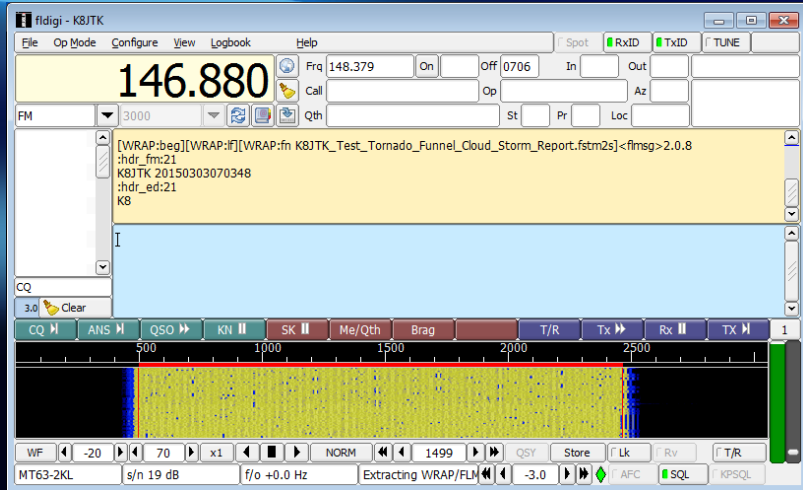 fldigi - K8JTK
File Op Mode Configure View Logbook Help Spot RxID TxID TUNE
146.880 Frq 148.379 On Off 0706 In Out
Call Op Az
FM 3000 Qth St Pr Loc
[WRAP:beg][WRAP:lf][WRAP:fn K8JTK_Test_Tornado_Funnel_Cloud_Storm_Report.fstm2s]<flmsg>2.0.8
:hdr_fm:21
K8JTK 20150303070348
:hdr_ed:21
K8
CQ
3.0 Clear
CQ ANS QSO KN SK Me/Qth Brag T/R Tx Rx TX 1
500 1000 1500 2000 2500
WF -20 70 x1 NORM 1499 QSY Store Lk Rv T/R
MT63-2KL s/n 19 dB f/o +0.0 Hz Extracting WRAP/FLM -3.0 AFC SQL KPSQL